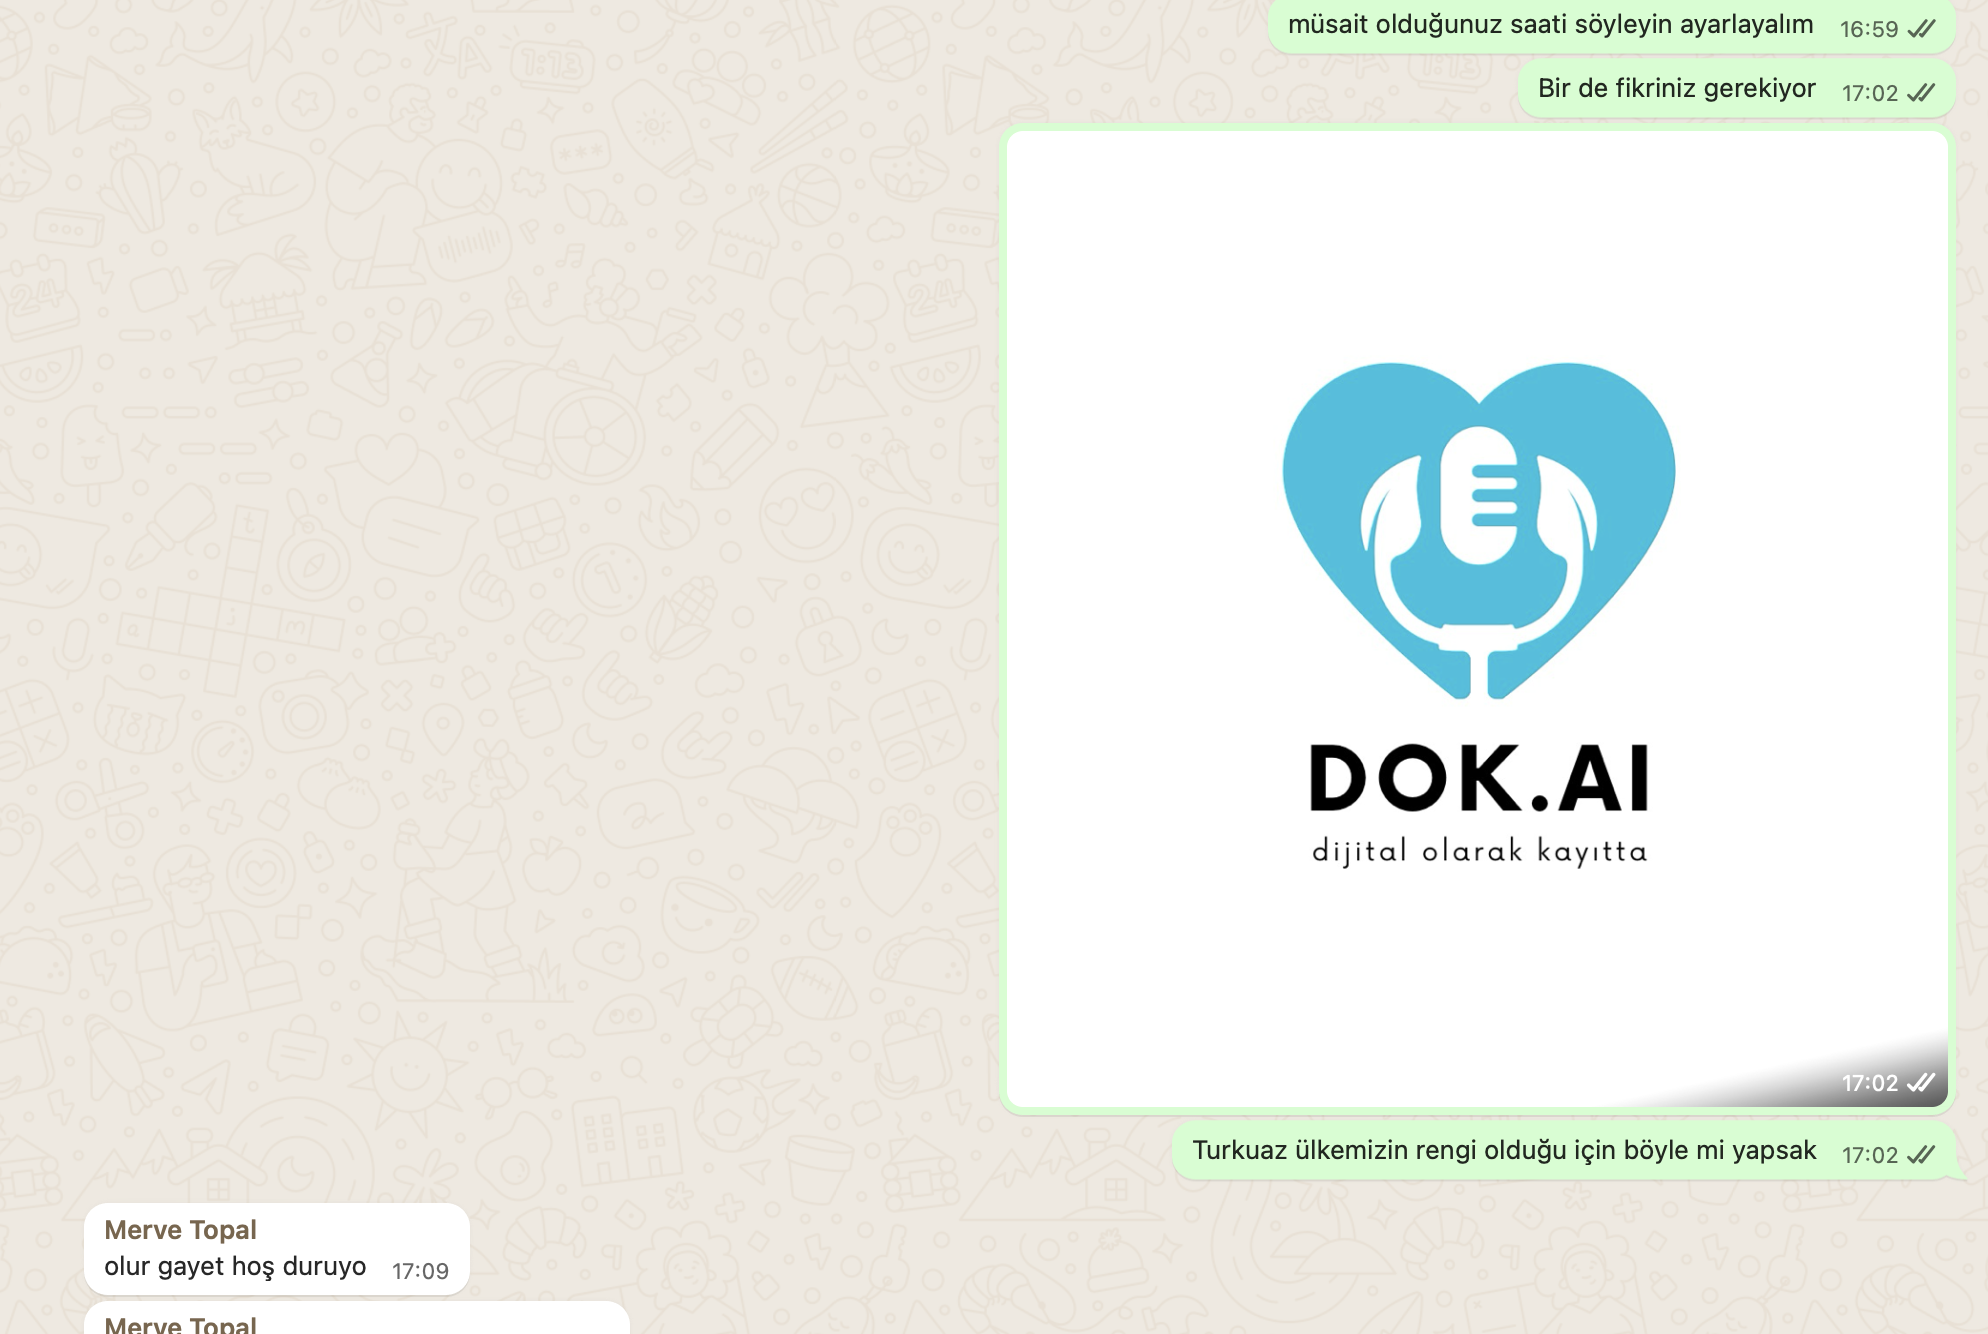 müsait olduğunuz saati söyleyin ayarlayalım 16:59
Bir de fikriniz gerekiyor 17:02
DOK.AI
dijital olarak kayıtta
17:02
Turkuaz ülkemizin rengi olduğu için böyle mi yapsak 17:02
Merve Topal
olur gayet hoş duruyo 17:09
Merve Topal